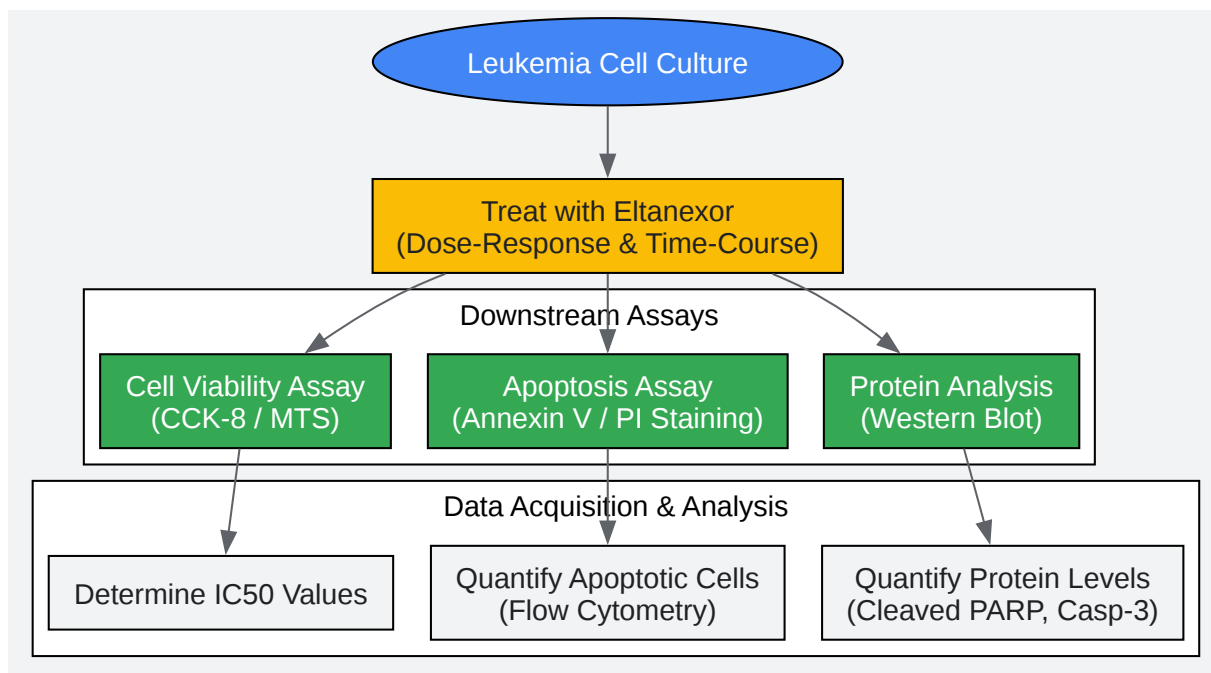 Leukemia Cell Culture
Treat with Eltanexor
(Dose-Response & Time-Course)
Downstream Assays
Cell Viability Assay
(CCK-8 / MTS)
Apoptosis Assay
(Annexin V / PI Staining)
Protein Analysis
(Western Blot)
Data Acquisition & Analysis
Determine IC50 Values
Quantify Apoptotic Cells
(Flow Cytometry)
Quantify Protein Levels
(Cleaved PARP, Casp-3)